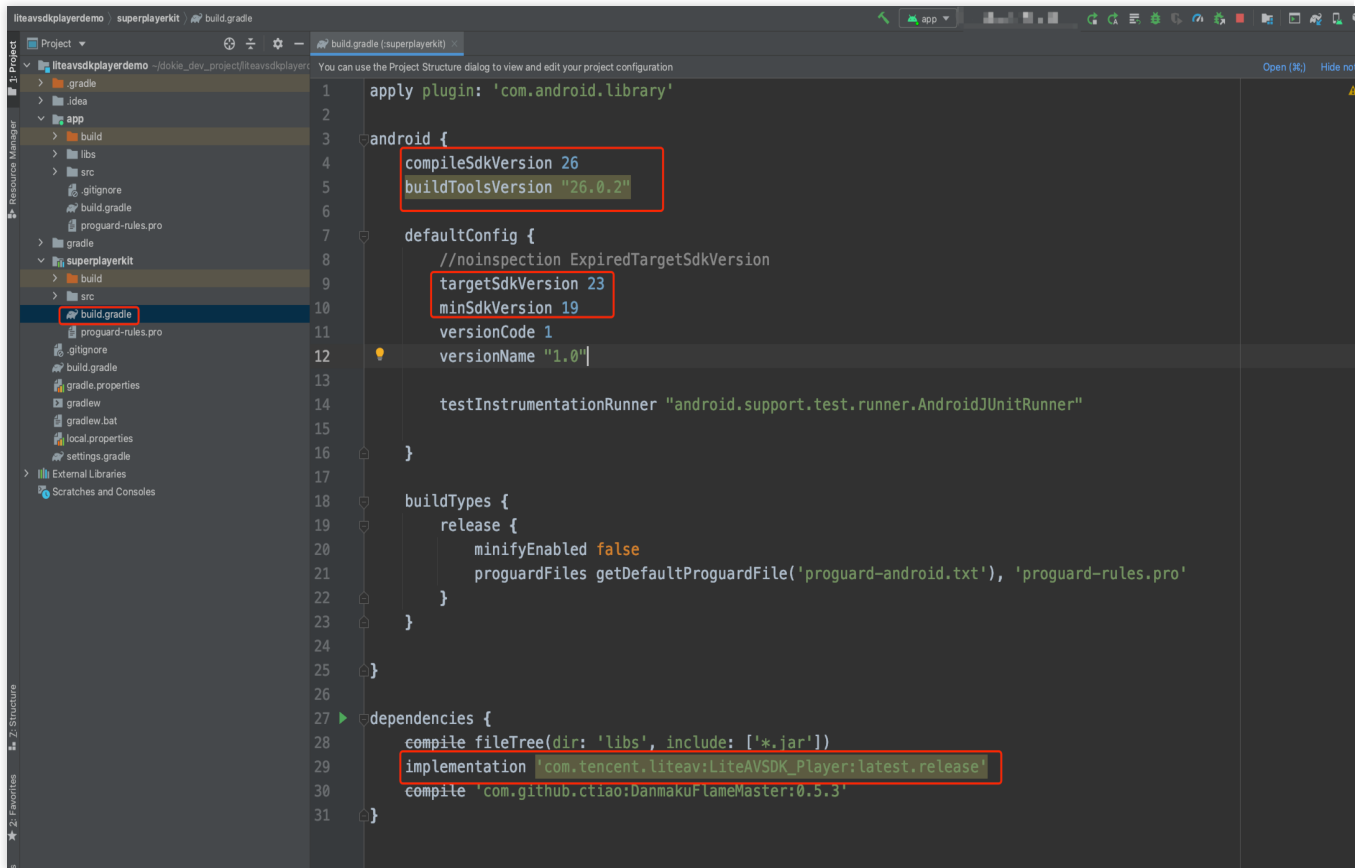 liteavsdkplayerdemo superplayerkit build.gradle
app
Project
build.gradle (:superplayerkit)
1: Project
Resource Manager
Z: Structure
2: Favorites
liteavsdkplayerdemo ~/dokie_dev_project/liteavsdkplayerc
.gradle
.idea
app
build
libs
src
.gitignore
build.gradle
proguard-rules.pro
gradle
superplayerkit
build
src
build.gradle
proguard-rules.pro
.gitignore
build.gradle
gradle.properties
gradlew
gradlew.bat
local.properties
settings.gradle
External Libraries
Scratches and Consoles
You can use the Project Structure dialog to view and edit your project configuration
Open (⌘;) Hide not
1 apply plugin: 'com.android.library'
2
3 android {
4 compileSdkVersion 26
5 buildToolsVersion "26.0.2"
6
7 defaultConfig {
8 //noinspection ExpiredTargetSdkVersion
9 targetSdkVersion 23
10 minSdkVersion 19
11 versionCode 1
12 versionName "1.0"
13
14 testInstrumentationRunner "android.support.test.runner.AndroidJUnitRunner"
15
16 }
17
18 buildTypes {
19 release {
20 minifyEnabled false
21 proguardFiles getDefaultProguardFile('proguard-android.txt'), 'proguard-rules.pro'
22 }
23 }
24
25 }
26
27 dependencies {
28 compile fileTree(dir: 'libs', include: ['*.jar'])
29 implementation 'com.tencent.liteav:LiteAVSDK_Player:latest.release'
30 compile 'com.github.ctiao:DanmakuFlameMaster:0.5.3'
31 }